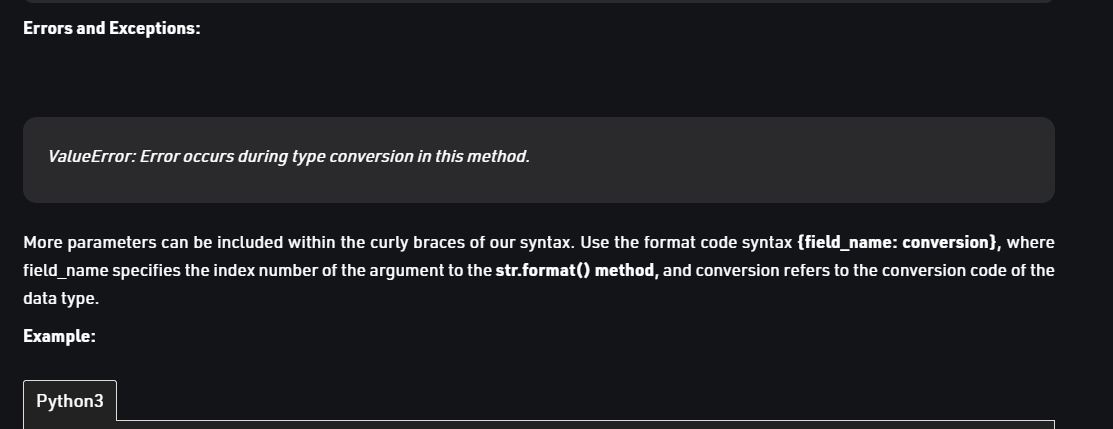 Errors and Exceptions:
ValueError: Error occurs during type conversion in this method.
More parameters can be included within the curly braces of our syntax. Use the format code syntax {field_name: conversion}, where
field_name specifies the index number of the argument to the str.format() method, and conversion refers to the conversion code of the
data type.
Example:
Python3